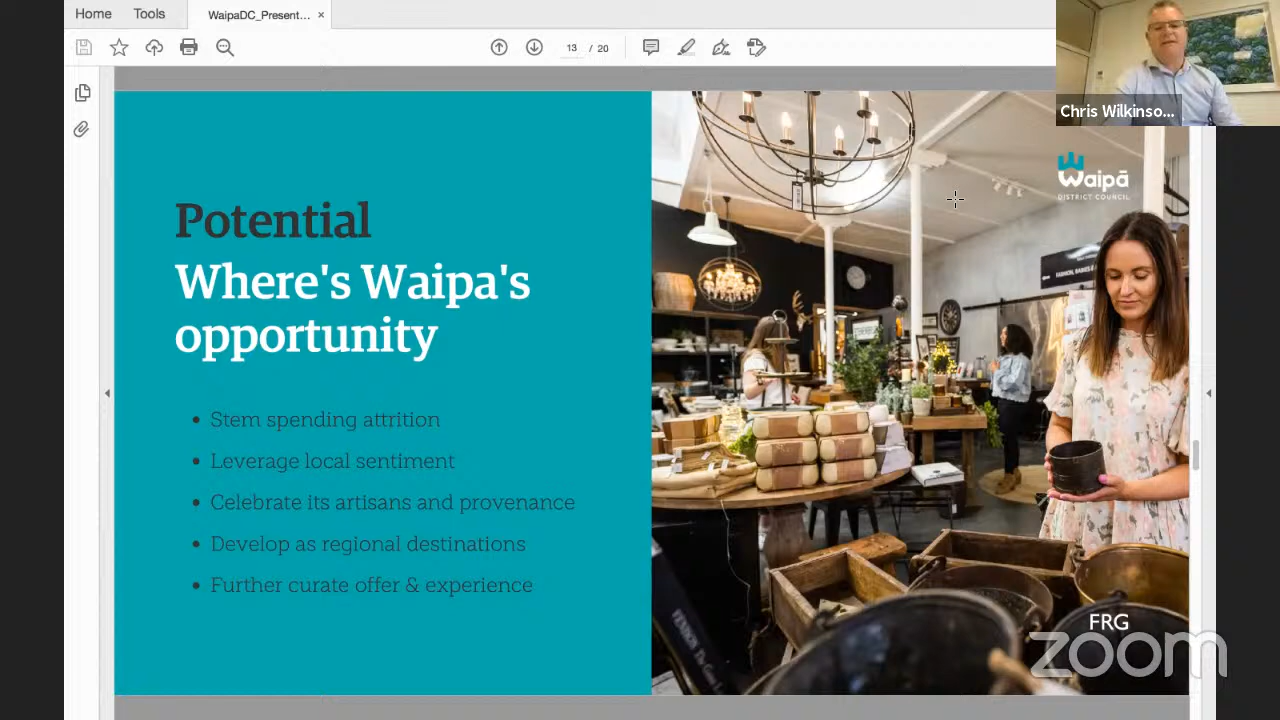 Home
Tools
WaipaDC_Present...
×
13 / 20
Chris Wilkinso...
Waipā
DISTRICT COUNCIL
Potential
Where's Waipa's
opportunity
• Stem spending attrition
• Leverage local sentiment
• Celebrate its artisans and provenance
• Develop as regional destinations
• Further curate offer & experience
FRG
zoom